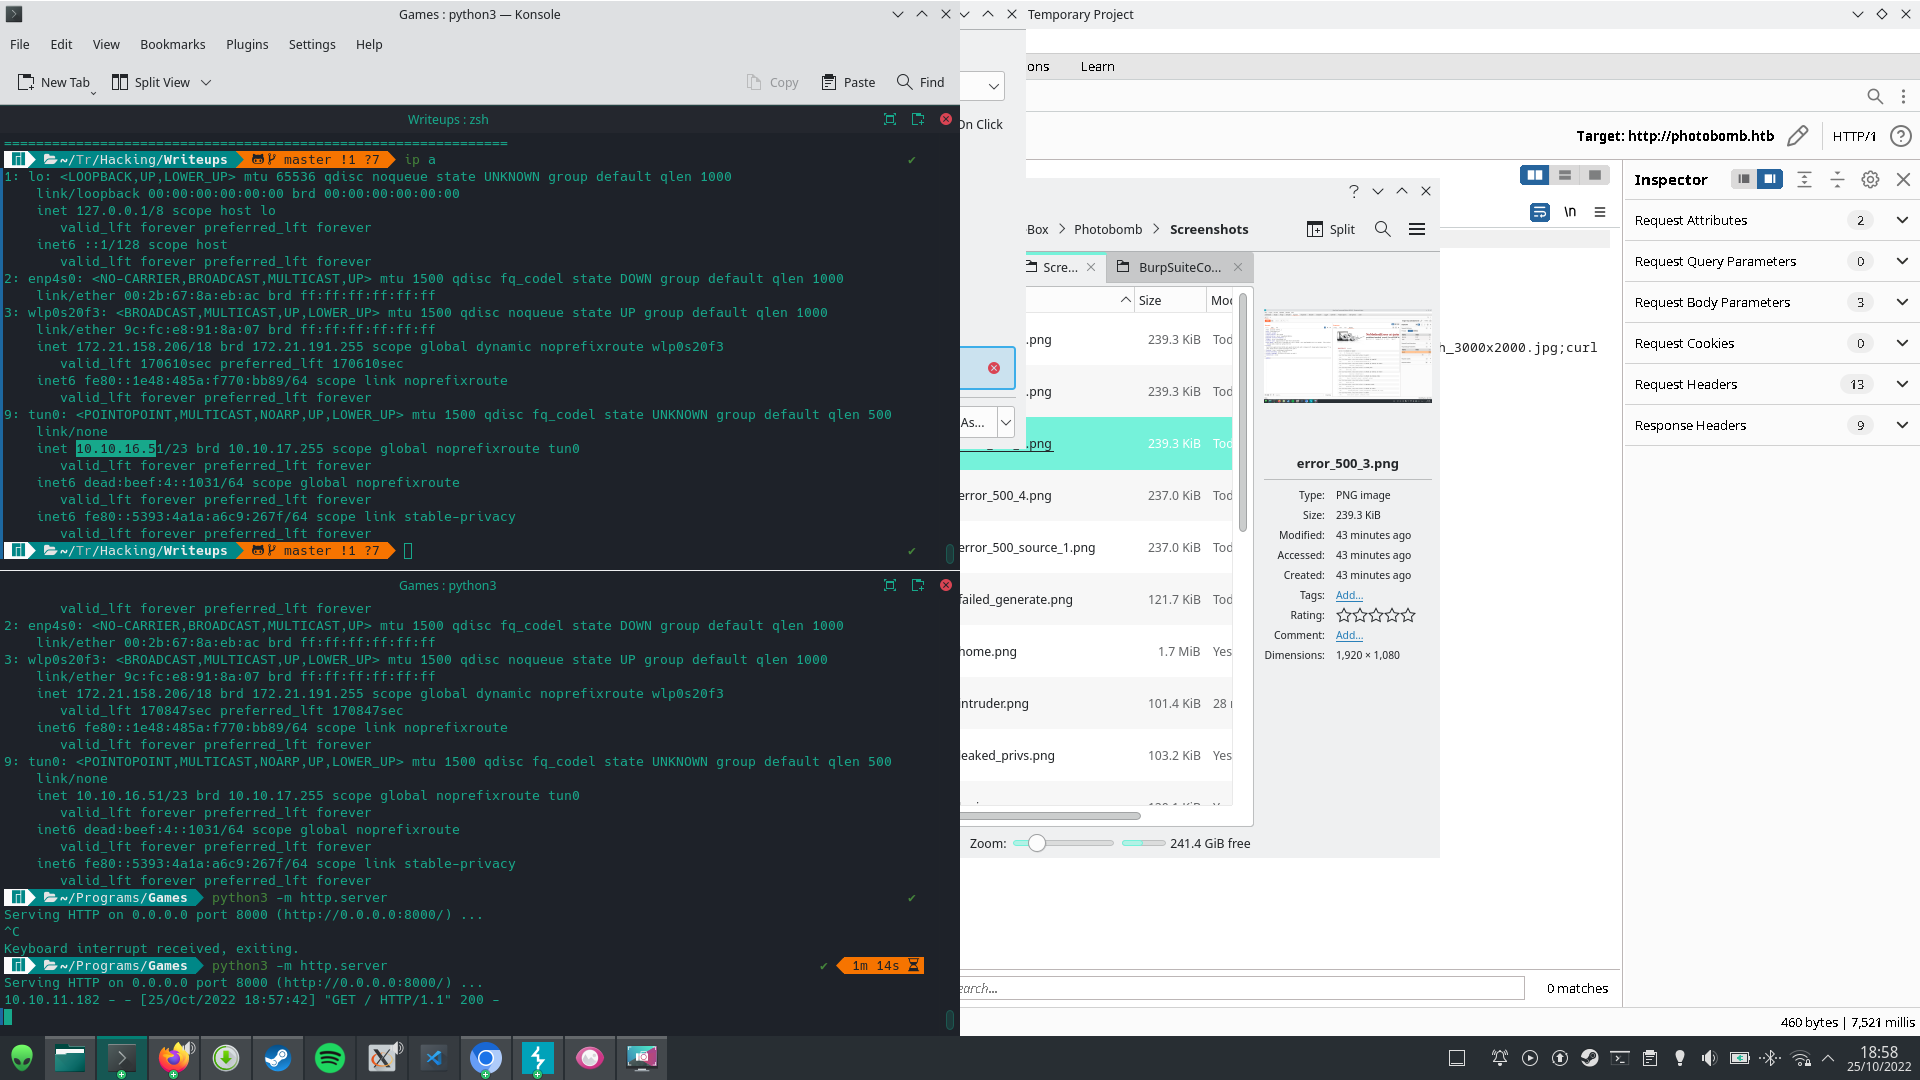 Games : python3 — Konsole
File Edit View Bookmarks Plugins Settings Help
New Tab Split View Copy Paste Find
Writeups : zsh
===============================================================
~/Tr/Hacking/Writeups master !1 ?7 ip a ✔
1: lo: <LOOPBACK,UP,LOWER_UP> mtu 65536 qdisc noqueue state UNKNOWN group default qlen 1000
link/loopback 00:00:00:00:00:00 brd 00:00:00:00:00:00
inet 127.0.0.1/8 scope host lo
valid_lft forever preferred_lft forever
inet6 ::1/128 scope host
valid_lft forever preferred_lft forever
2: enp4s0: <NO-CARRIER,BROADCAST,MULTICAST,UP> mtu 1500 qdisc fq_codel state DOWN group default qlen 1000
link/ether 00:2b:67:8a:eb:ac brd ff:ff:ff:ff:ff:ff
3: wlp0s20f3: <BROADCAST,MULTICAST,UP,LOWER_UP> mtu 1500 qdisc noqueue state UP group default qlen 1000
link/ether 9c:fc:e8:91:8a:07 brd ff:ff:ff:ff:ff:ff
inet 172.21.158.206/18 brd 172.21.191.255 scope global dynamic noprefixroute wlp0s20f3
valid_lft 170610sec preferred_lft 170610sec
inet6 fe80::1e48:485a:f770:bb89/64 scope link noprefixroute
valid_lft forever preferred_lft forever
9: tun0: <POINTOPOINT,MULTICAST,NOARP,UP,LOWER_UP> mtu 1500 qdisc fq_codel state UNKNOWN group default qlen 500
link/none
inet 10.10.16.51/23 brd 10.10.17.255 scope global noprefixroute tun0
valid_lft forever preferred_lft forever
inet6 dead:beef:4::1031/64 scope global noprefixroute
valid_lft forever preferred_lft forever
inet6 fe80::5393:4a1a:a6c9:267f/64 scope link stable-privacy
valid_lft forever preferred_lft forever
~/Tr/Hacking/Writeups master !1 ?7 ✔
Games : python3
valid_lft forever preferred_lft forever
2: enp4s0: <NO-CARRIER,BROADCAST,MULTICAST,UP> mtu 1500 qdisc fq_codel state DOWN group default qlen 1000
link/ether 00:2b:67:8a:eb:ac brd ff:ff:ff:ff:ff:ff
3: wlp0s20f3: <BROADCAST,MULTICAST,UP,LOWER_UP> mtu 1500 qdisc noqueue state UP group default qlen 1000
link/ether 9c:fc:e8:91:8a:07 brd ff:ff:ff:ff:ff:ff
inet 172.21.158.206/18 brd 172.21.191.255 scope global dynamic noprefixroute wlp0s20f3
valid_lft 170847sec preferred_lft 170847sec
inet6 fe80::1e48:485a:f770:bb89/64 scope link noprefixroute
valid_lft forever preferred_lft forever
9: tun0: <POINTOPOINT,MULTICAST,NOARP,UP,LOWER_UP> mtu 1500 qdisc fq_codel state UNKNOWN group default qlen 500
link/none
inet 10.10.16.51/23 brd 10.10.17.255 scope global noprefixroute tun0
valid_lft forever preferred_lft forever
inet6 dead:beef:4::1031/64 scope global noprefixroute
valid_lft forever preferred_lft forever
inet6 fe80::5393:4a1a:a6c9:267f/64 scope link stable-privacy
valid_lft forever preferred_lft forever
~/Programs/Games python3 -m http.server ✔
Serving HTTP on 0.0.0.0 port 8000 (http://0.0.0.0:8000/) ...
^C
Keyboard interrupt received, exiting.
~/Programs/Games python3 -m http.server ✔ 1m 14s
Serving HTTP on 0.0.0.0 port 8000 (http://0.0.0.0:8000/) ...
10.10.11.182 - - [25/Oct/2022 18:57:42] "GET / HTTP/1.1" 200 -
On Click
As...
Temporary Project
ons Learn
Target: http://photobomb.htb HTTP/1
\n
h_3000x2000.jpg;curl
Box > Photobomb > Screenshots Split
Scre... BurpSuiteCo...
Size Mod
.png 239.3 KiB Tod
.png 239.3 KiB Tod
.png 239.3 KiB Tod
error_500_4.png 237.0 KiB Tod
error_500_source_1.png 237.0 KiB Tod
failed_generate.png 121.7 KiB Tod
home.png 1.7 MiB Yes
intruder.png 101.4 KiB 28
leaked_privs.png 103.2 KiB Yes
Zoom: 241.4 GiB free
error_500_3.png
Type: PNG image
Size: 239.3 KiB
Modified: 43 minutes ago
Accessed: 43 minutes ago
Created: 43 minutes ago
Tags: Add...
Rating:
Comment: Add...
Dimensions: 1,920 × 1,080
Inspector
Request Attributes 2
Request Query Parameters 0
Request Body Parameters 3
Request Cookies 0
Request Headers 13
Response Headers 9
earch... 0 matches
460 bytes | 7,521 millis
18:58
25/10/2022